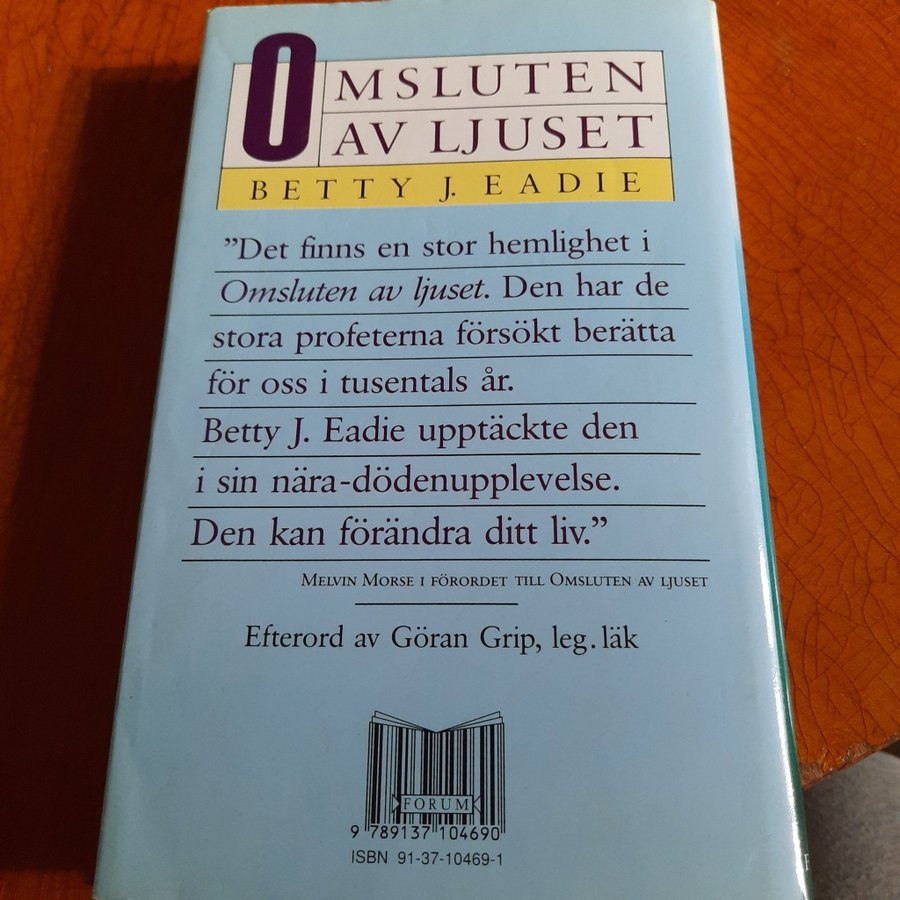 OMSLUTEN
AV LJUSET
BETTY J. EADIE
”Det finns en stor hemlighet i
Omsluten av ljuset. Den har de
stora profeterna försökt berätta
för oss i tusentals år.
Betty J. Eadie upptäckte den
i sin nära-dödenupplevelse.
Den kan förändra ditt liv.”
MELVIN MORSE I FÖRORDET TILL OMSLUTEN AV LJUSET
Efterord av Göran Grip, leg. läk
FORUM
9 789137 104690
ISBN 91-37-10469-1